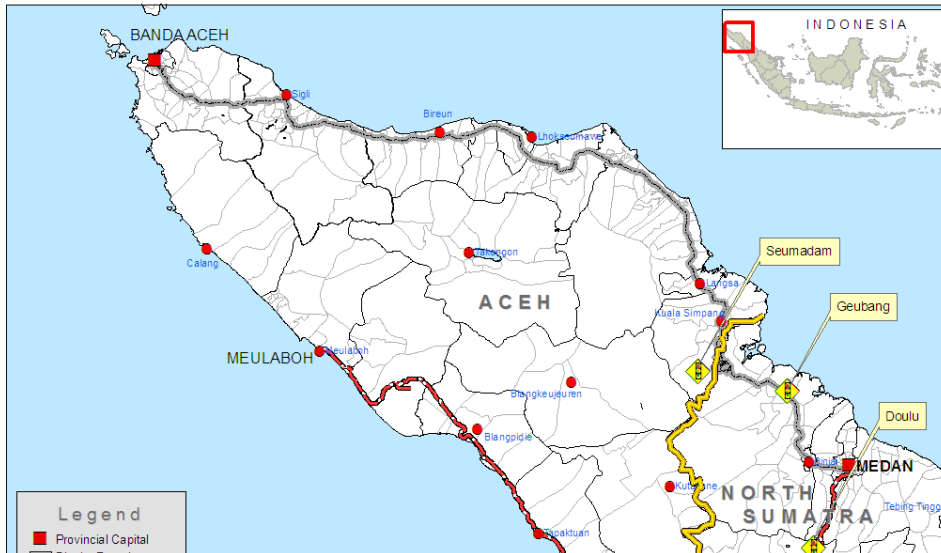 INDONESIA
BANDA ACEH
Sigli
Bireun
Lhokseumawe
Seumadam
Calang
Takengon
Langsa
ACEH
Geubang
Kuala Simpang
MEULABOH
Meulaboh
Blangkeujeuren
Doulu
Blangpidie
Binjai
MEDAN
NORTH
SUMATRA
Tebing Tingg
Tapaktuan
Legend
Provincial Capital